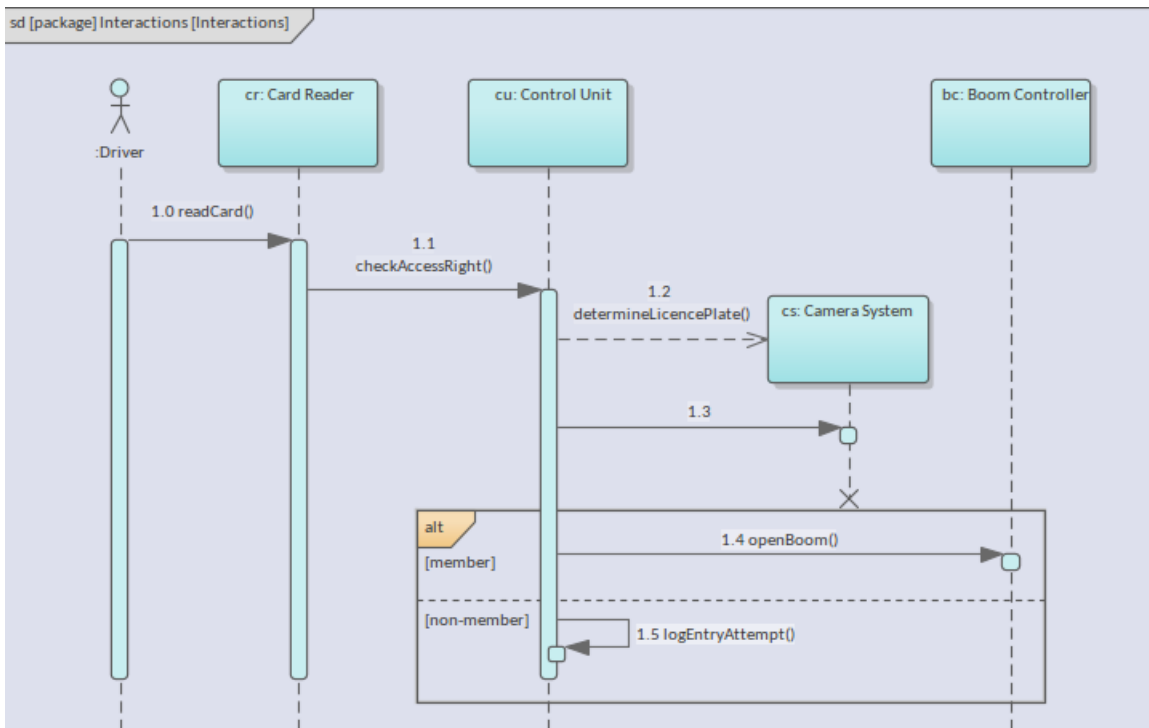 sd [package] Interactions [Interactions]
cr: Card Reader
cu: Control Unit
bc: Boom Controller
:Driver
1.0 readCard()
1.1
checkAccessRight()
1.2
determineLicencePlate()
cs: Camera System
1.3
alt
1.4 openBoom()
[member]
[non-member]
1.5 logEntryAttempt()